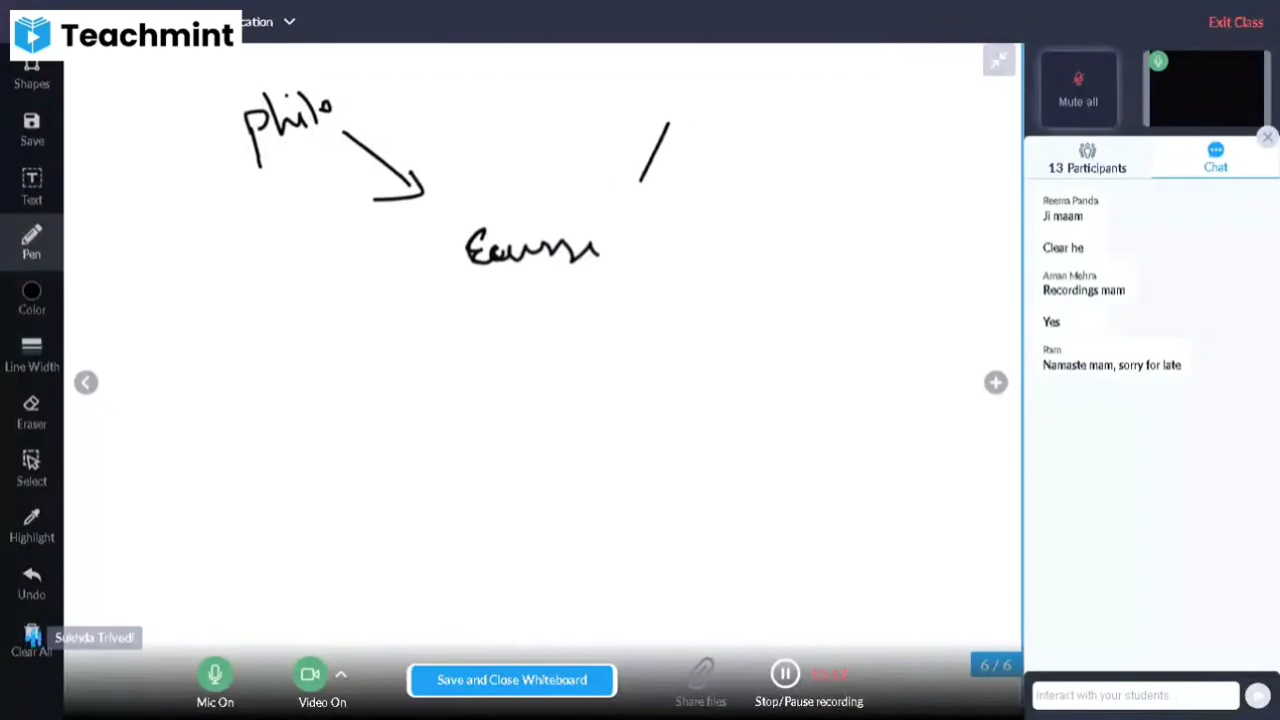 Teachmint
cation
Exit Class
Shapes
Save
Text
Pen
Color
Line Width
Eraser
Select
Highlight
Undo
Clear All
Sukhda Trivedi
philo
Mute all
13 Participants
Chat
Reema Panda
Ji maam
Clear he
Aman Mehra
Recordings mam
Yes
Ram
Namaste mam, sorry for late
6 / 6
Mic On
Video On
Save and Close Whiteboard
Share files
Stop/Pause recording
Interact with your students...